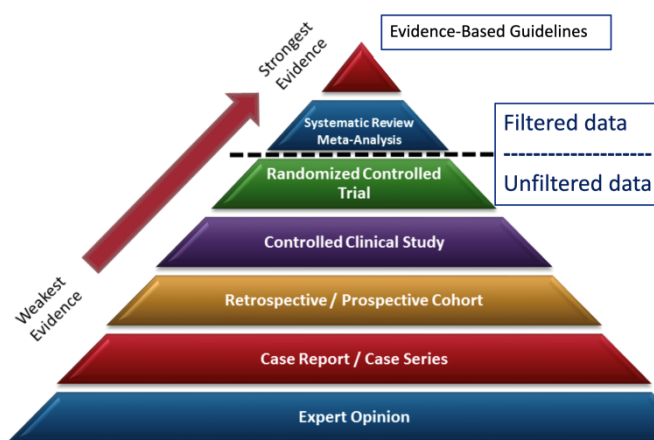 Evidence-Based Guidelines
Strongest
Evidence
Systematic Review
Meta-Analysis
Filtered data
Unfiltered data
Randomized Controlled
Trial
Controlled Clinical Study
Retrospective / Prospective Cohort
Weakest
Evidence
Case Report / Case Series
Expert Opinion